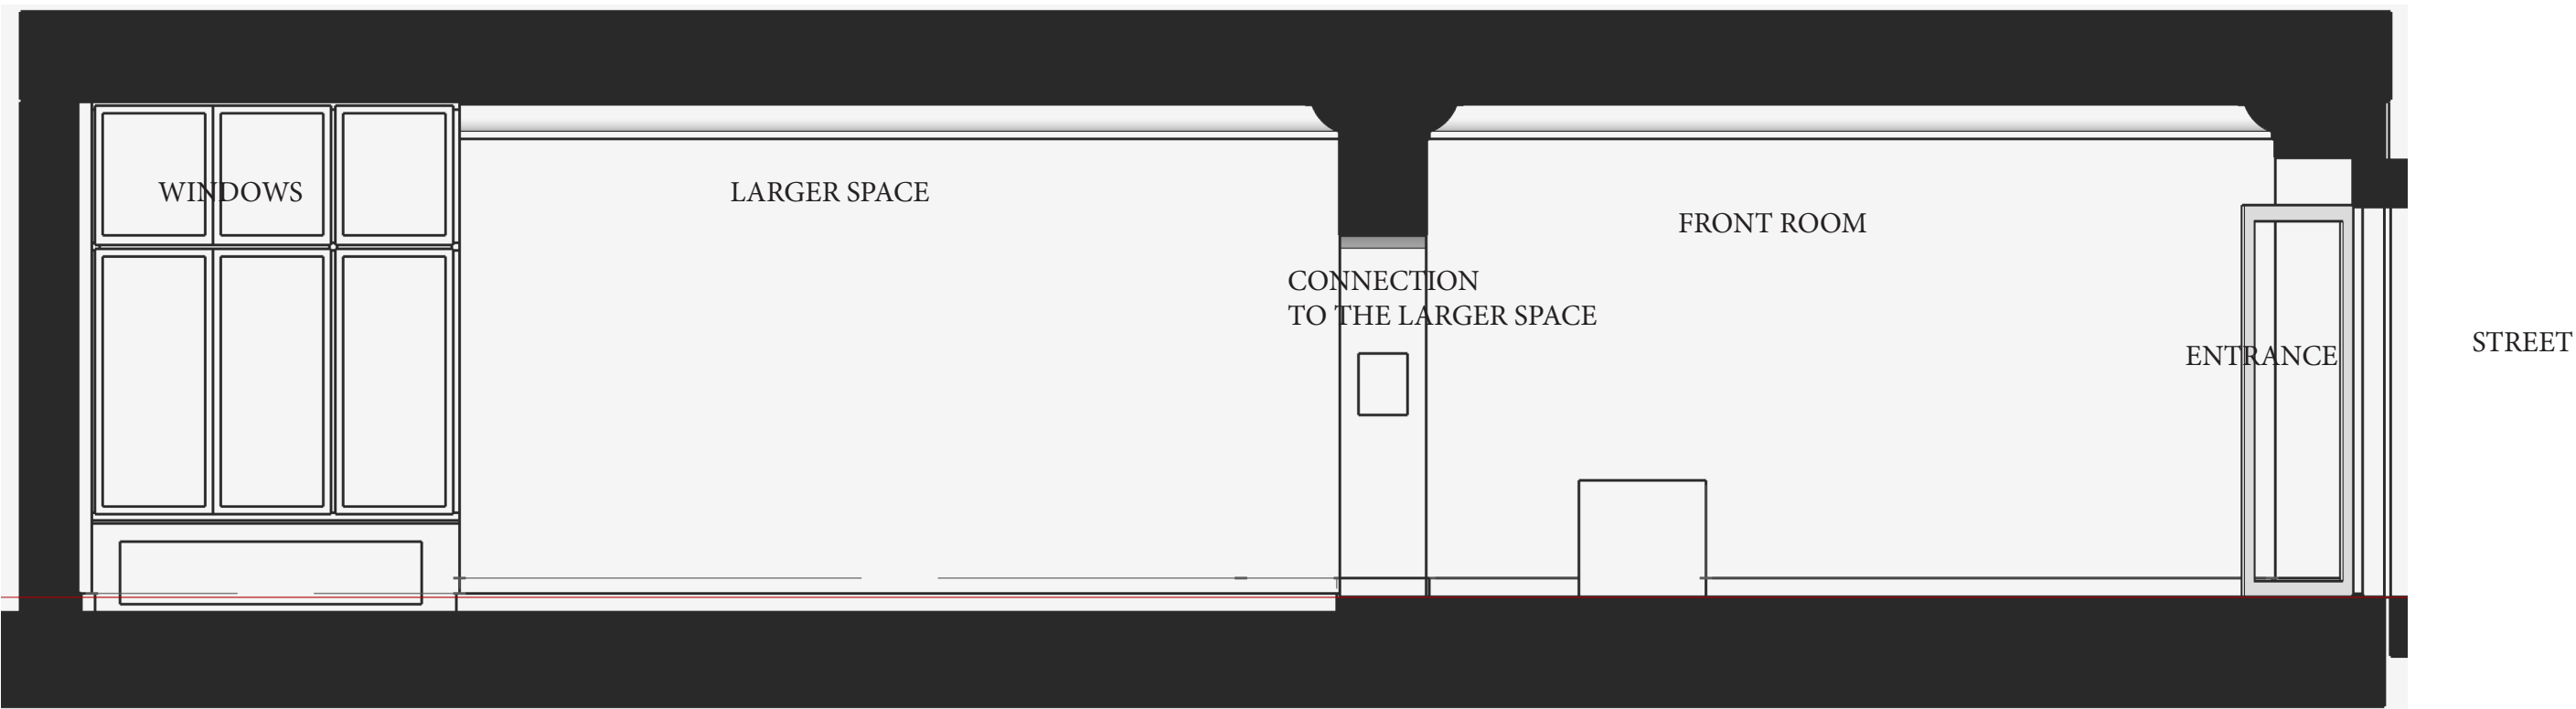 WINDOWS
LARGER SPACE
FRONT ROOM
CONNECTION
TO THE LARGER SPACE
ENTRANCE
STREET